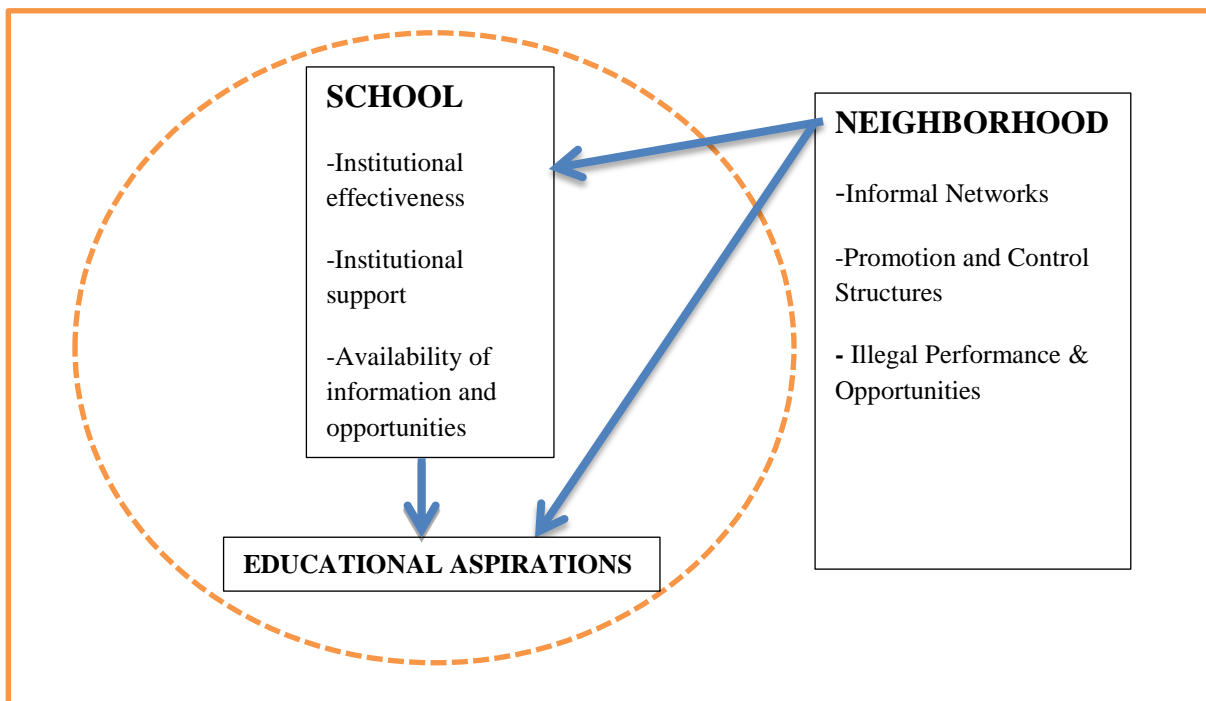 SCHOOL
-Institutional
effectiveness
-Institutional
support
-Availability of
information and
opportunities
NEIGHBORHOOD
-Informal Networks
-Promotion and Control
Structures
- Illegal Performance &
Opportunities
EDUCATIONAL ASPIRATIONS